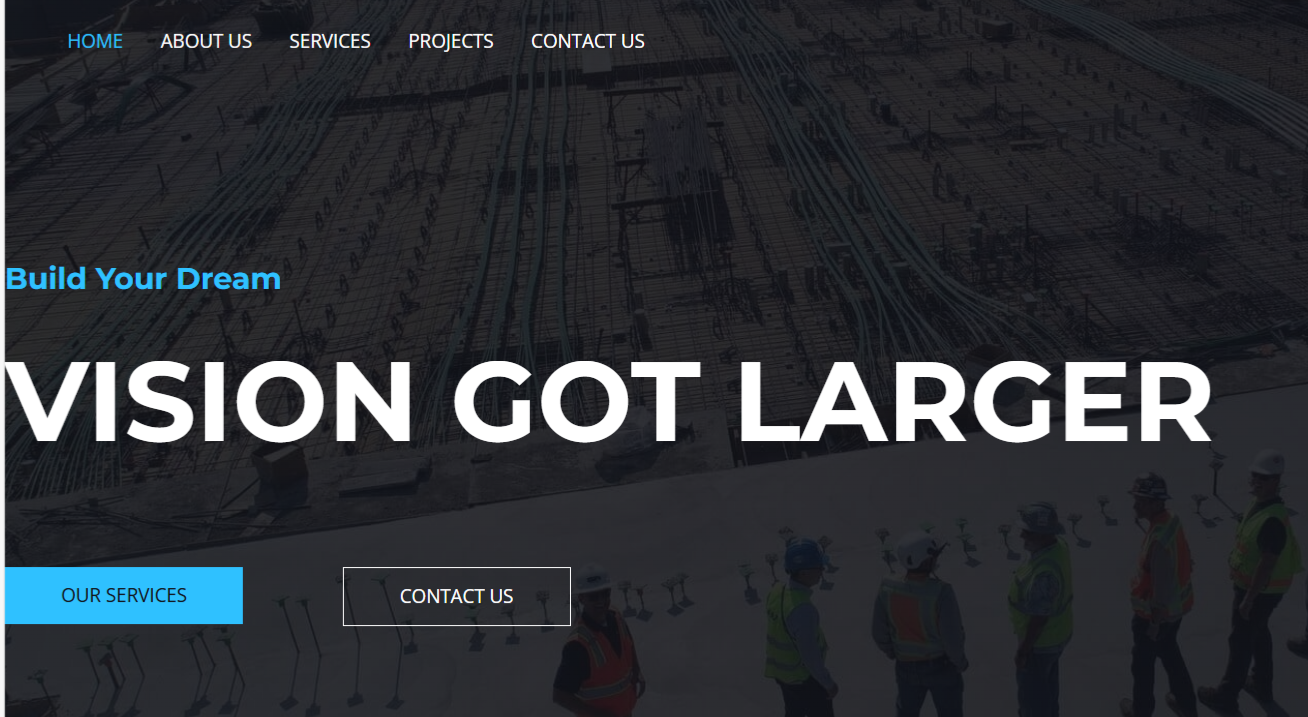 HOME ABOUT US SERVICES PROJECTS CONTACT US
Build Your Dream
VISION GOT LARGER
OUR SERVICES CONTACT US